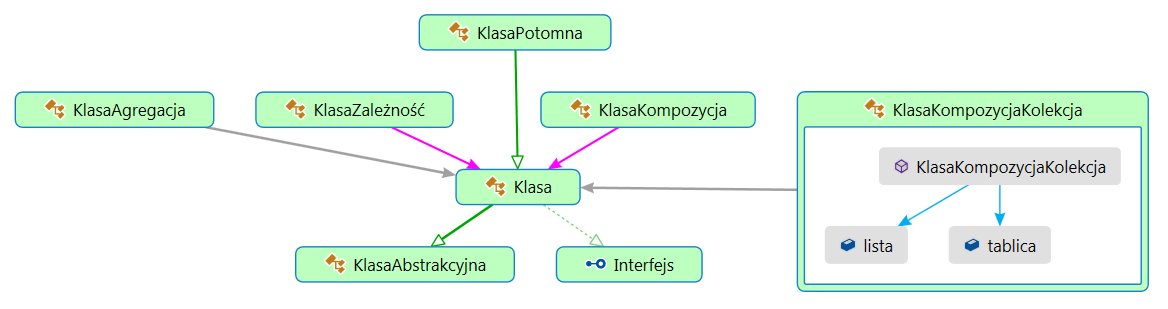 KlasaPotomna
KlasaAgregacja
KlasaZależność
KlasaKompozycja
KlasaKompozycjaKolekcja
KlasaKompozycjaKolekcja
Klasa
lista
tablica
KlasaAbstrakcyjna
Interfejs